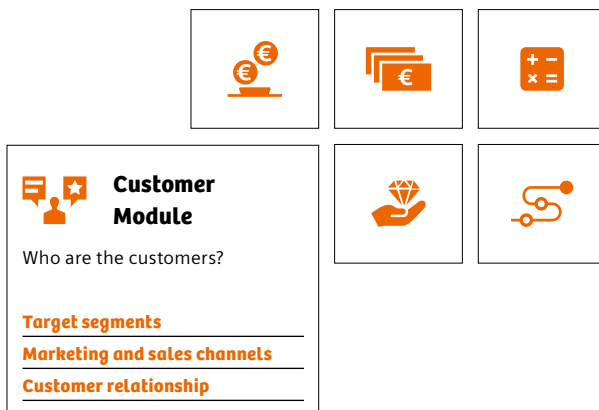 €
€
€
+ −
× =
Customer
Module
Who are the customers?
Target segments
Marketing and sales channels
Customer relationship